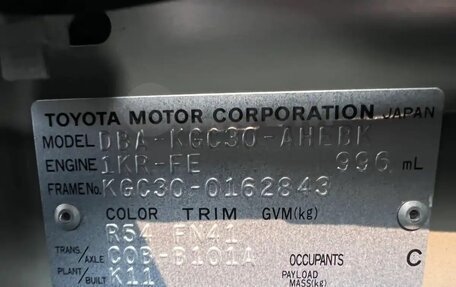 TOYOTA MOTOR CORPORATION JAPAN
MODEL DBA-KGC30-AHEBK
ENGINE 1KR-FE 996 mL
FRAME No. KGC30-0162843
COLOR TRIM GVM(kg)
R54 FN41
TRANS/AXLE C0B-B101A OCCUPANTS C
PLANT/BUILT K11 PAYLOAD MASS(kg)